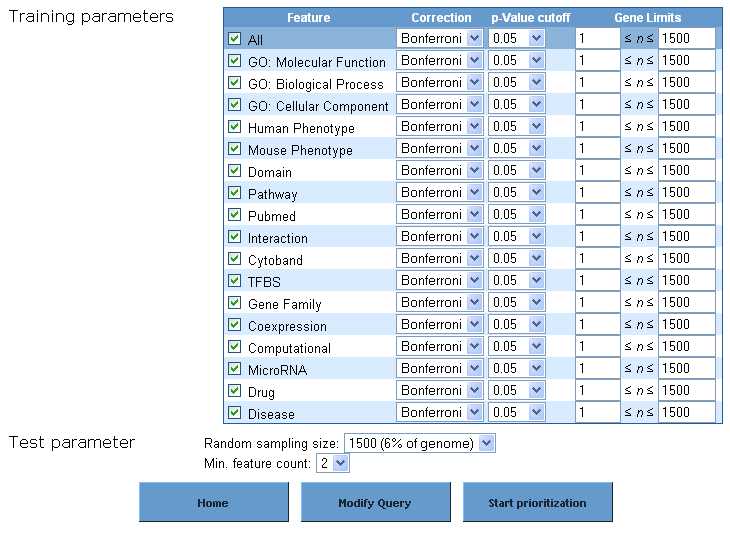 Training parameters
Feature Correction p-Value cutoff Gene Limits
All Bonferroni 0.05 1 ≤ n ≤ 1500
GO: Molecular Function Bonferroni 0.05 1 ≤ n ≤ 1500
GO: Biological Process Bonferroni 0.05 1 ≤ n ≤ 1500
GO: Cellular Component Bonferroni 0.05 1 ≤ n ≤ 1500
Human Phenotype Bonferroni 0.05 1 ≤ n ≤ 1500
Mouse Phenotype Bonferroni 0.05 1 ≤ n ≤ 1500
Domain Bonferroni 0.05 1 ≤ n ≤ 1500
Pathway Bonferroni 0.05 1 ≤ n ≤ 1500
Pubmed Bonferroni 0.05 1 ≤ n ≤ 1500
Interaction Bonferroni 0.05 1 ≤ n ≤ 1500
Cytoband Bonferroni 0.05 1 ≤ n ≤ 1500
TFBS Bonferroni 0.05 1 ≤ n ≤ 1500
Gene Family Bonferroni 0.05 1 ≤ n ≤ 1500
Coexpression Bonferroni 0.05 1 ≤ n ≤ 1500
Computational Bonferroni 0.05 1 ≤ n ≤ 1500
MicroRNA Bonferroni 0.05 1 ≤ n ≤ 1500
Drug Bonferroni 0.05 1 ≤ n ≤ 1500
Disease Bonferroni 0.05 1 ≤ n ≤ 1500
Test parameter
Random sampling size: 1500 (6% of genome)
Min. feature count: 2
Home Modify Query Start prioritization